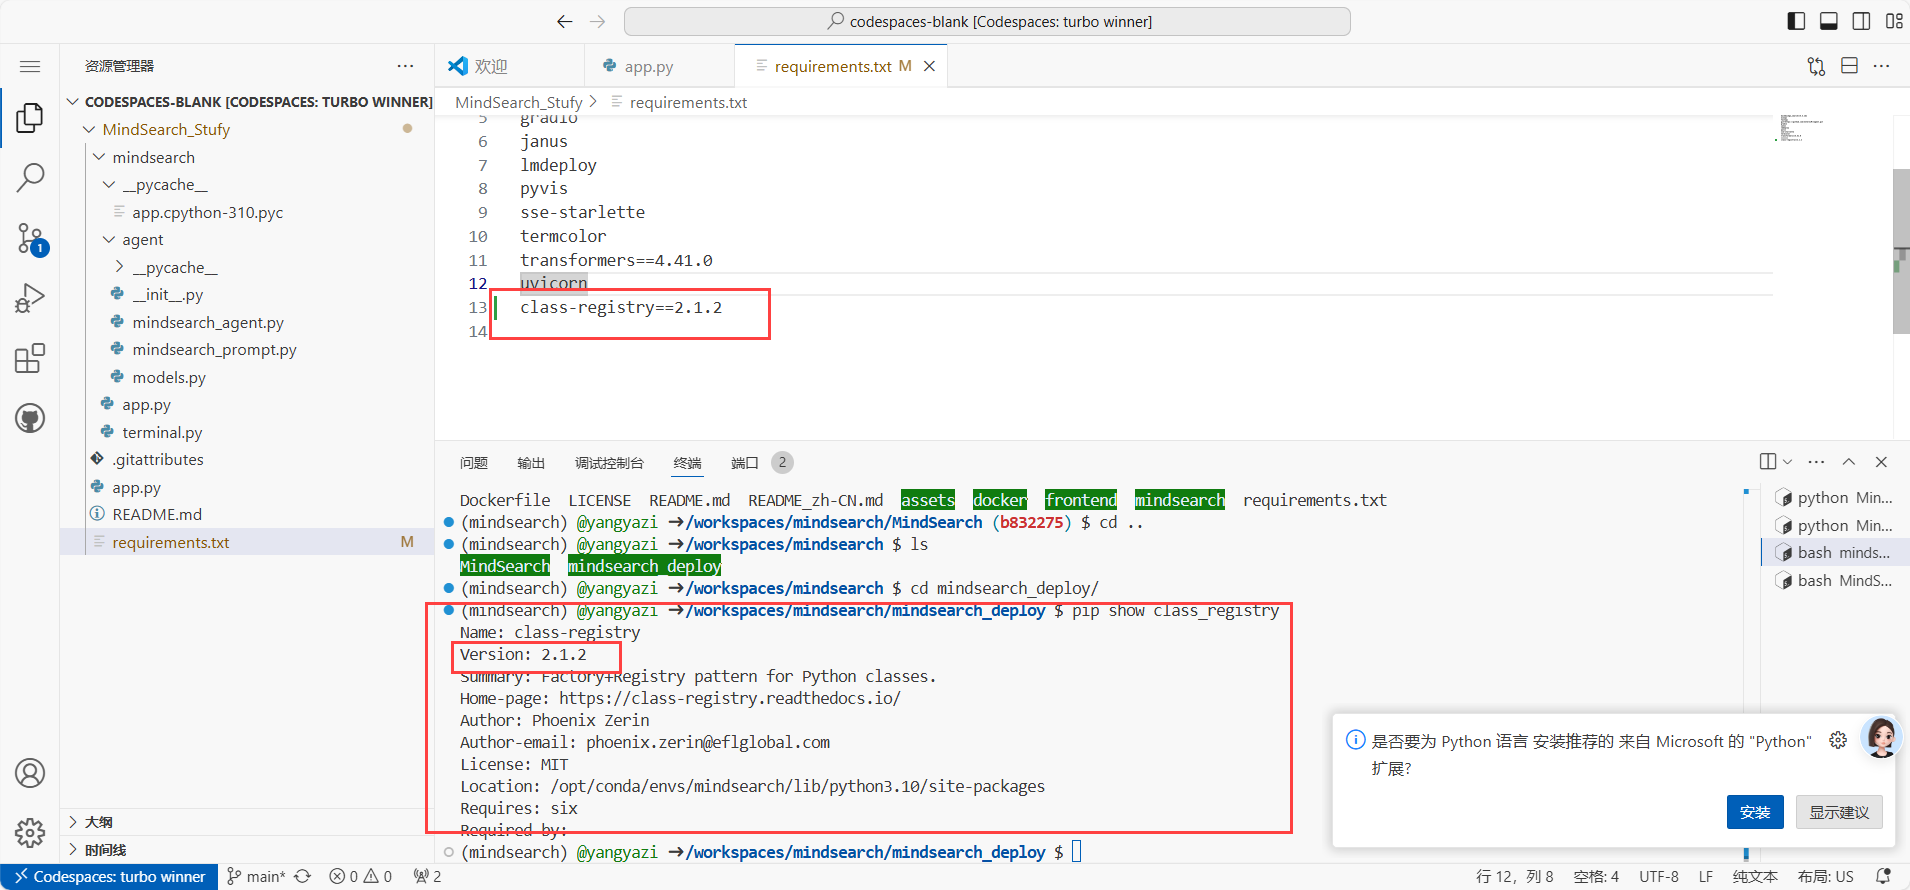 codespaces-blank [Codespaces: turbo winner]
资源管理器
欢迎
app.py
requirements.txt M
CODESPACES-BLANK [CODESPACES: TURBO WINNER]
MindSearch_Stufy
mindsearch
__pycache__
app.cpython-310.pyc
agent
__pycache__
__init__.py
mindsearch_agent.py
mindsearch_prompt.py
models.py
app.py
terminal.py
.gitattributes
app.py
README.md
requirements.txt M
大纲
时间线
1
MindSearch_Stufy > requirements.txt
5 gradio
6 janus
7 lmdeploy
8 pyvis
9 sse-starlette
10 termcolor
11 transformers==4.41.0
12 uvicorn
13 class-registry==2.1.2
14
问题 输出 调试控制台 终端 端口 2
Dockerfile LICENSE README.md README_zh-CN.md assets docker frontend mindsearch requirements.txt
(mindsearch) @yangyazi ➜/workspaces/mindsearch/MindSearch (b832275) $ cd ..
(mindsearch) @yangyazi ➜/workspaces/mindsearch $ ls
MindSearch mindsearch_deploy
(mindsearch) @yangyazi ➜/workspaces/mindsearch $ cd mindsearch_deploy/
(mindsearch) @yangyazi ➜/workspaces/mindsearch/mindsearch_deploy $ pip show class_registry
Name: class-registry
Version: 2.1.2
Summary: Factory+Registry pattern for Python classes.
Home-page: https://class-registry.readthedocs.io/
Author: Phoenix Zerin
Author-email: phoenix.zerin@eflglobal.com
License: MIT
Location: /opt/conda/envs/mindsearch/lib/python3.10/site-packages
Requires: six
Required-by:
(mindsearch) @yangyazi ➜/workspaces/mindsearch/mindsearch_deploy $
python Min...
python Min...
bash minds...
bash MindS...
是否要为 Python 语言 安装推荐的 来自 Microsoft 的 "Python"
扩展?
安装 显示建议
Codespaces: turbo winner main* 0 0 2
行 12，列 8 空格: 4 UTF-8 LF 纯文本 布局: US